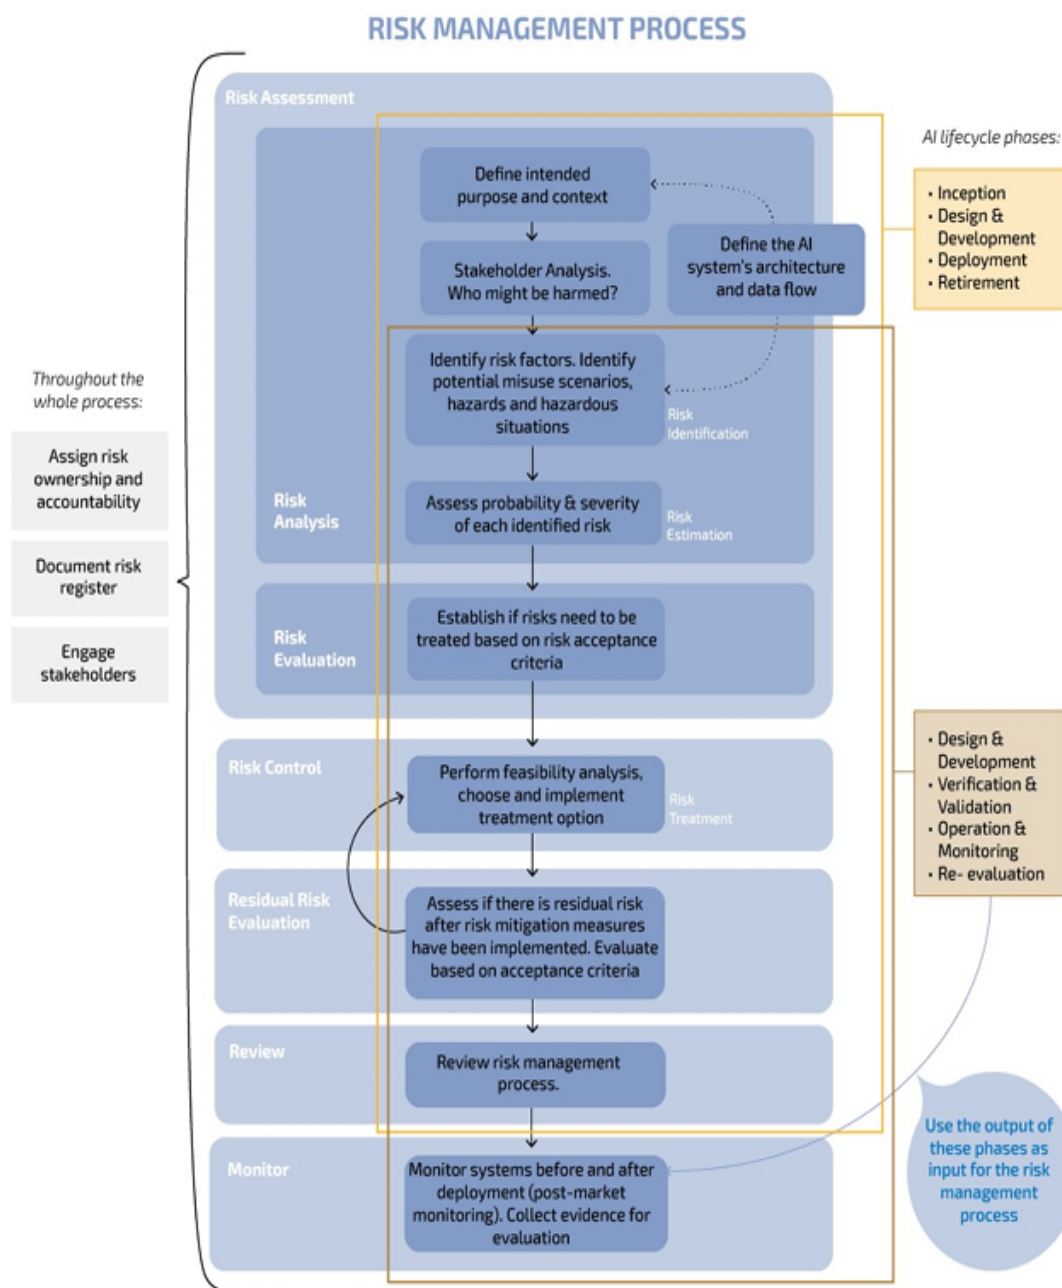 RISK MANAGEMENT PROCESS
Risk Assessment
Define intended
purpose and context
Stakeholder Analysis.
Who might be harmed?
Define the AI
system's architecture
and data flow
Identify risk factors. Identify
potential misuse scenarios,
hazards and hazardous
situations
Risk
Identification
Risk
Analysis
Assess probability & severity
of each identified risk
Risk
Estimation
Risk
Evaluation
Establish if risks need to be
treated based on risk acceptance
criteria
Risk Control
Perform feasibility analysis,
choose and implement
treatment option
Risk
Treatment
Residual Risk
Evaluation
Assess if there is residual risk
after risk mitigation measures
have been implemented. Evaluate
based on acceptance criteria
Review
Review risk management
process.
Monitor
Monitor systems before and after
deployment (post-market
monitoring). Collect evidence for
evaluation
Throughout the
whole process:
Assign risk
ownership and
accountability
Document risk
register
Engage
stakeholders
AI lifecycle phases:
• Inception
• Design &
Development
• Deployment
• Retirement
• Design &
Development
• Verification &
Validation
• Operation &
Monitoring
• Re- evaluation
Use the output of
these phases as
input for the risk
management
process